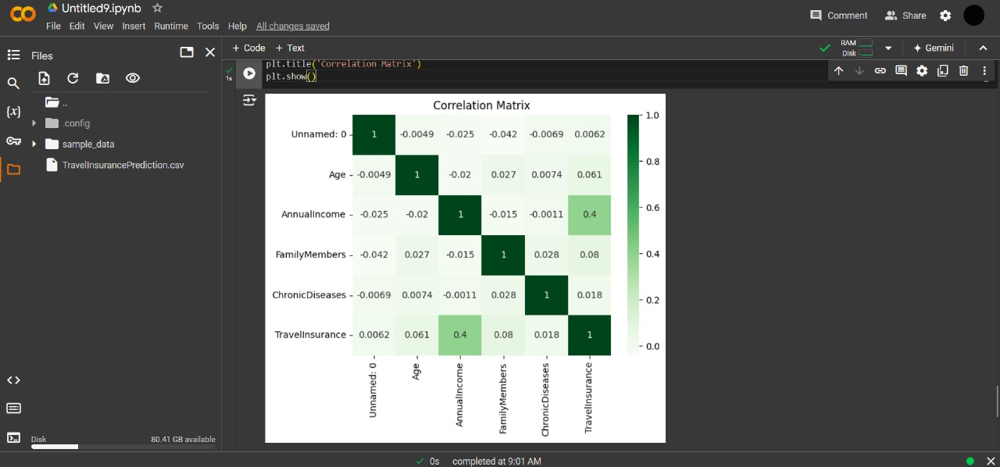 Untitled9.ipynb
File Edit View Insert Runtime Tools Help All changes saved
Comment Share
Files
+ Code + Text
RAM
Disk
Gemini
..
.config
sample_data
TravelInsurancePrediction.csv
{x}
<>
Disk 80.41 GB available
1s
plt.title('Correlation Matrix')
plt.show()
Correlation Matrix
Unnamed: 0 1 -0.0049 -0.025 -0.042 -0.0069 0.0062
Age -0.0049 1 -0.02 0.027 0.0074 0.061
AnnualIncome -0.025 -0.02 1 -0.015 -0.0011 0.4
FamilyMembers -0.042 0.027 -0.015 1 0.028 0.08
ChronicDiseases -0.0069 0.0074 -0.0011 0.028 1 0.018
TravelInsurance 0.0062 0.061 0.4 0.08 0.018 1
Unnamed: 0
Age
AnnualIncome
FamilyMembers
ChronicDiseases
TravelInsurance
1.0
0.8
0.6
0.4
0.2
0.0
0s completed at 9:01 AM